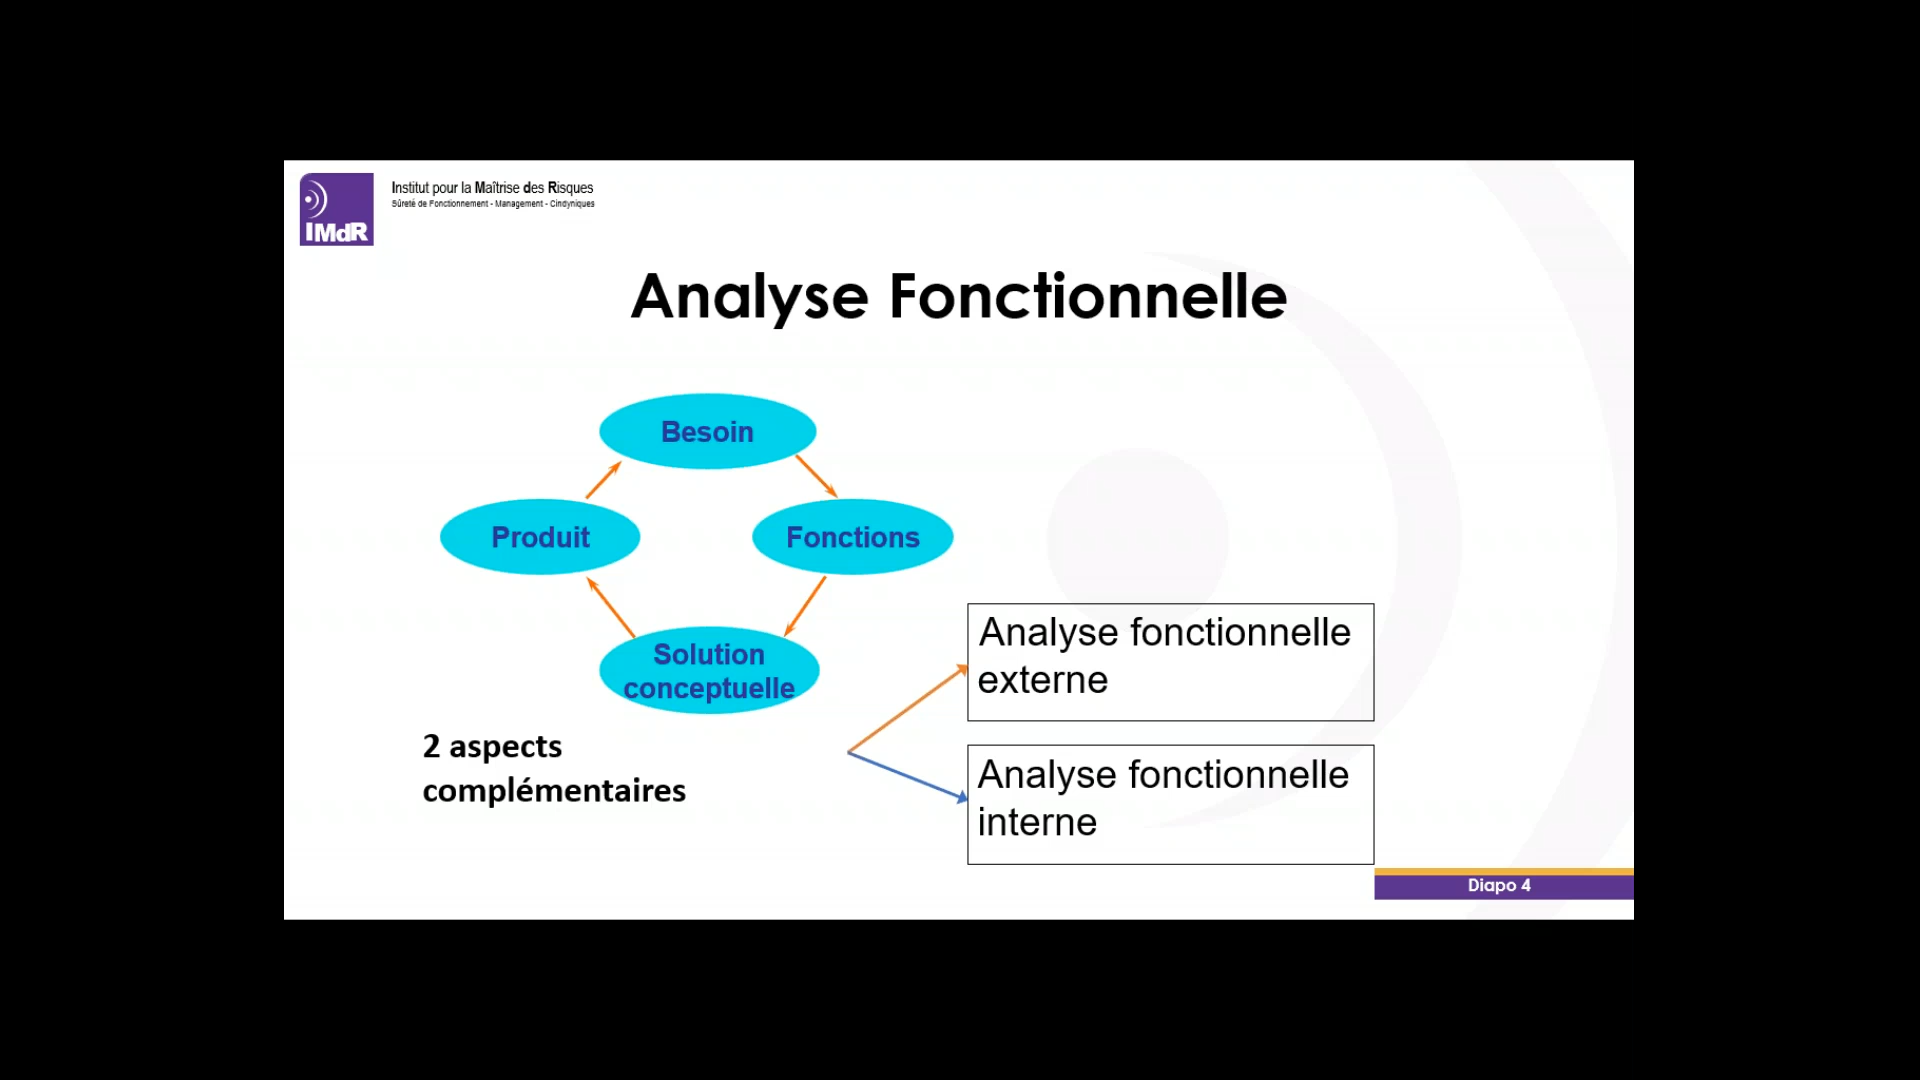 Institut pour la Maîtrise des Risques
Sûreté de Fonctionnement - Management - Cindyniques
IMdR
Analyse Fonctionnelle
Besoin
Produit
Fonctions
Solution
conceptuelle
2 aspects
complémentaires
Analyse fonctionnelle
externe
Analyse fonctionnelle
interne
Diapo 4